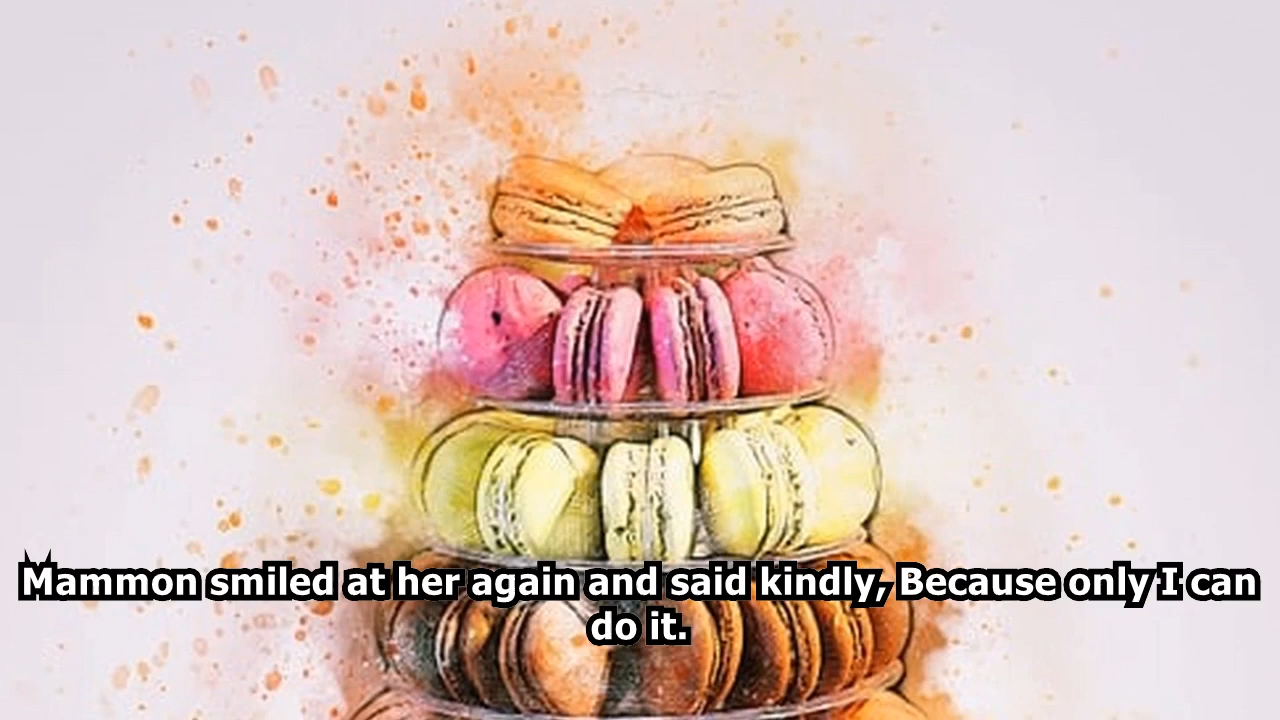 Mammon smiled at her again and said kindly, Because only I can
do it.